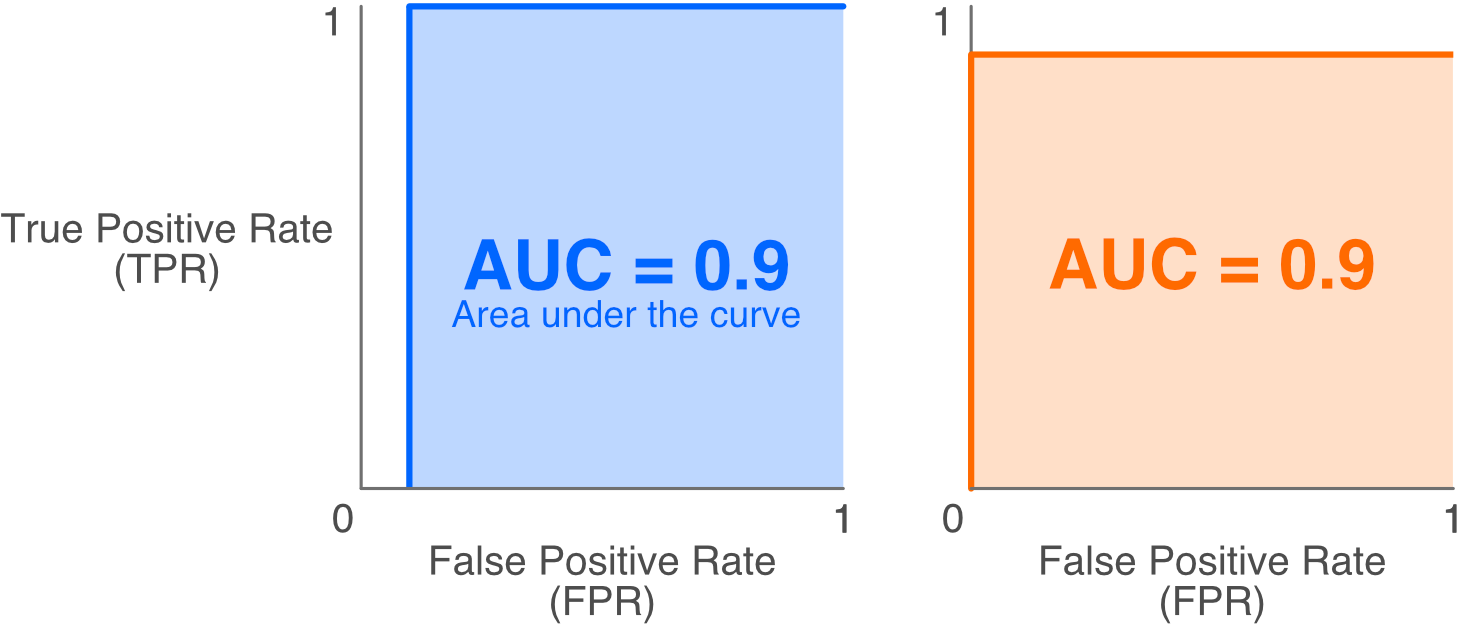 1
True Positive Rate
(TPR)
AUC = 0.9
Area under the curve
0
1
False Positive Rate
(FPR)
1
AUC = 0.9
0
1
False Positive Rate
(FPR)